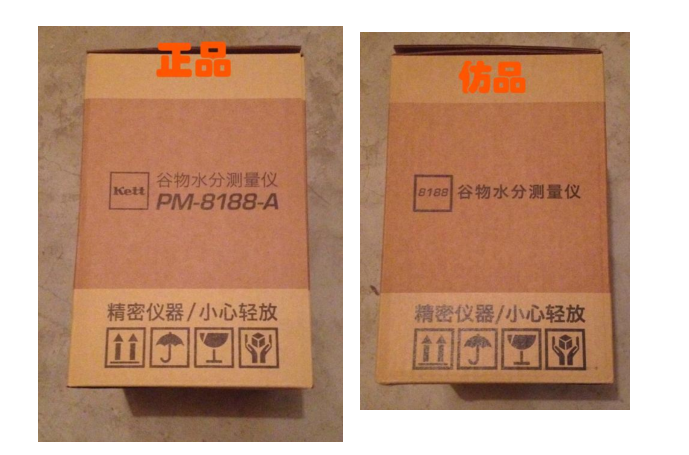 正品
Kett
谷物水分测量仪
PM-8188-A
精密仪器/小心轻放
仿品
8188
谷物水分测量仪
精密仪器/小心轻放